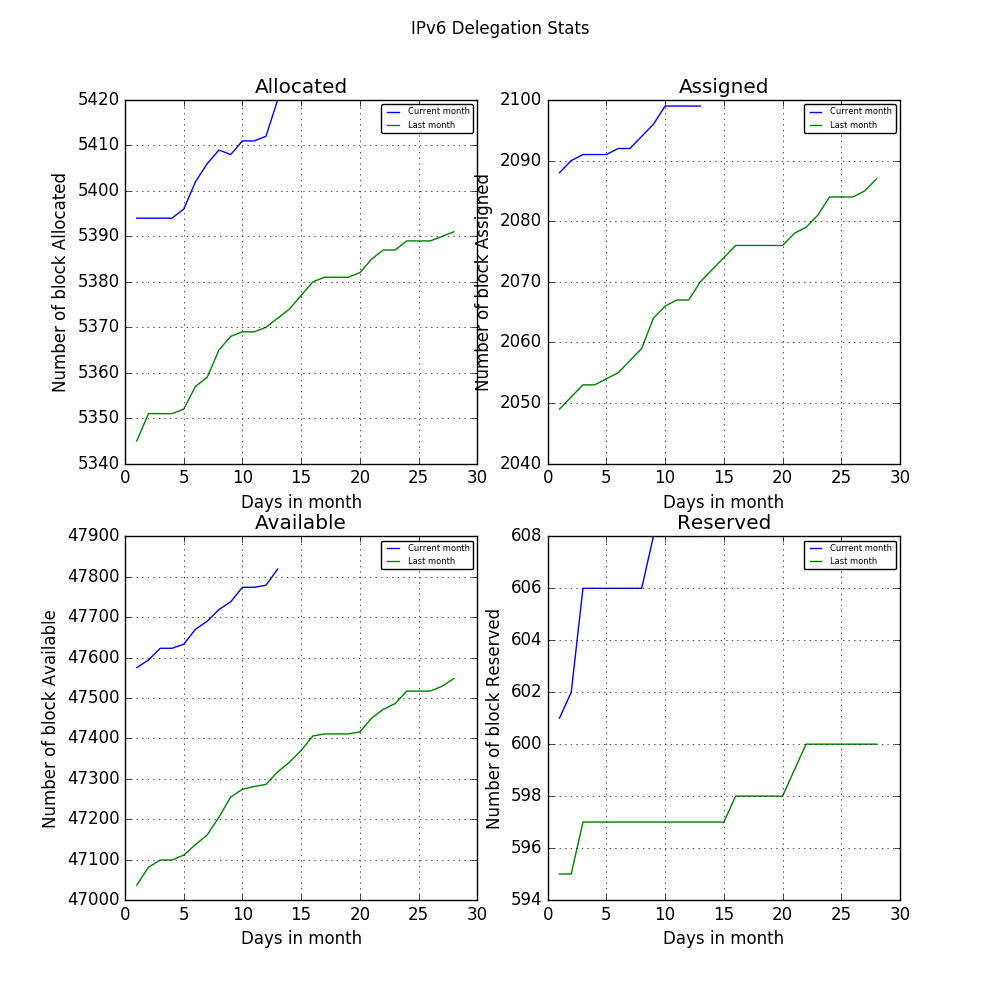 IPv6 Delegation Stats
Allocated
Number of block Allocated
5420
5410
5400
5390
5380
5370
5360
5350
5340
Current month
Last month
0 5 10 15 20 25 30
Days in month
Assigned
Number of block Assigned
2100
2090
2080
2070
2060
2050
2040
Current month
Last month
0 5 10 15 20 25 30
Days in month
Available
Number of block Available
47900
47800
47700
47600
47500
47400
47300
47200
47100
47000
Current month
Last month
0 5 10 15 20 25 30
Days in month
Reserved
Number of block Reserved
608
606
604
602
600
598
596
594
Current month
Last month
0 5 10 15 20 25 30
Days in month